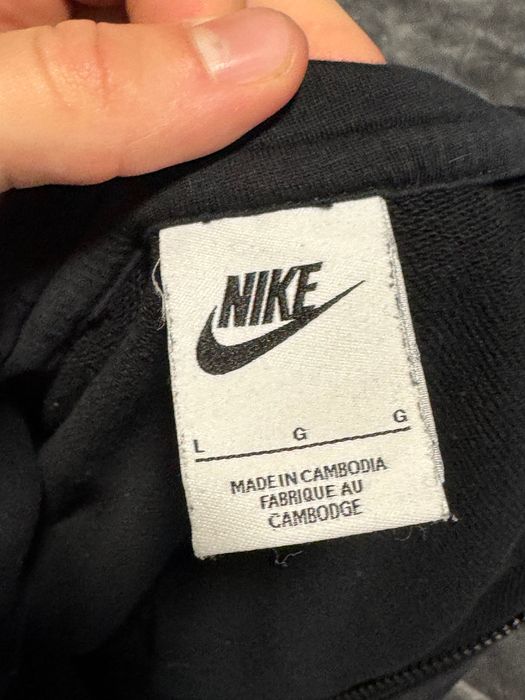 NIKE
L G G
MADE IN CAMBODIA
FABRIQUE AU
CAMBODGE